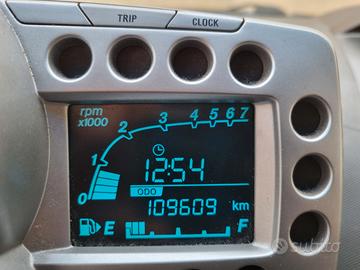 TRIP CLOCK
rpm
x1000
0 1 2 3 4 5 6 7
12:54
ODO
109609 km
E F
subito